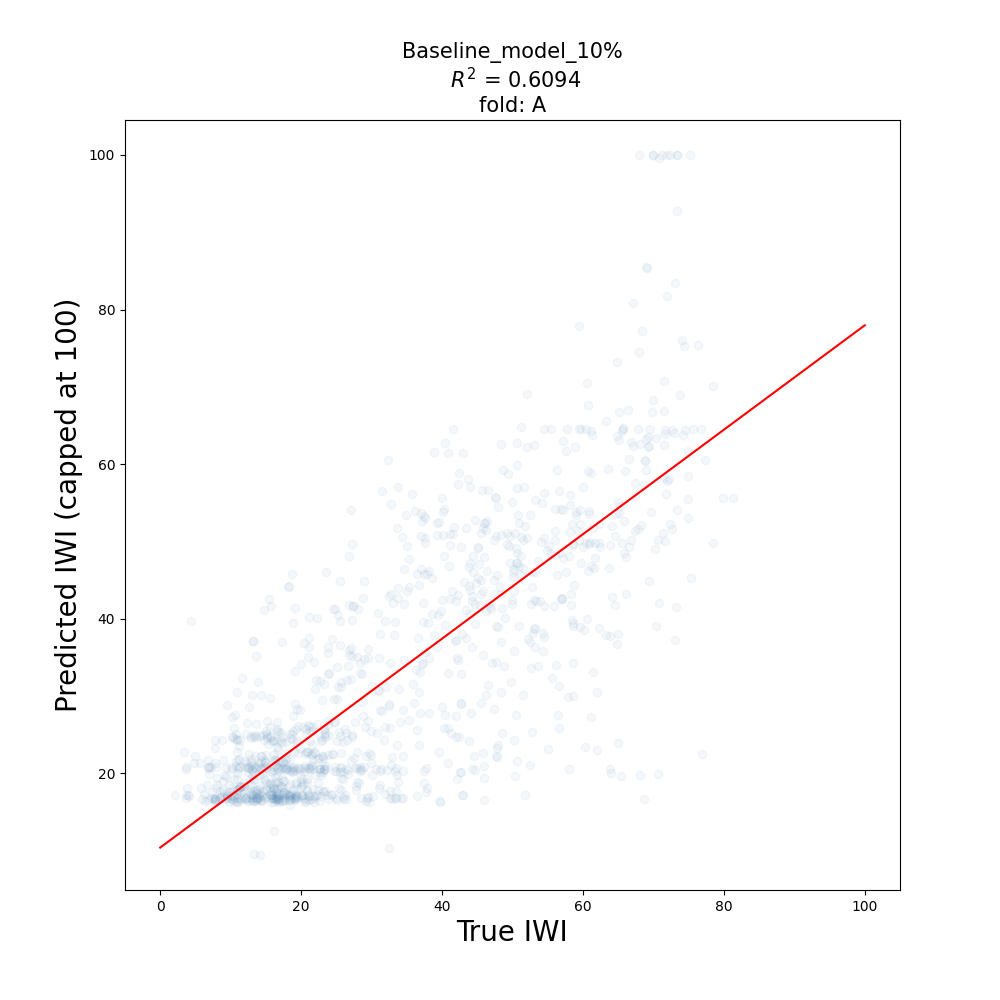 Baseline_model_10%
R² = 0.6094
fold: A
100
80
60
40
20
Predicted IWI (capped at 100)
0 20 40 60 80 100
True IWI